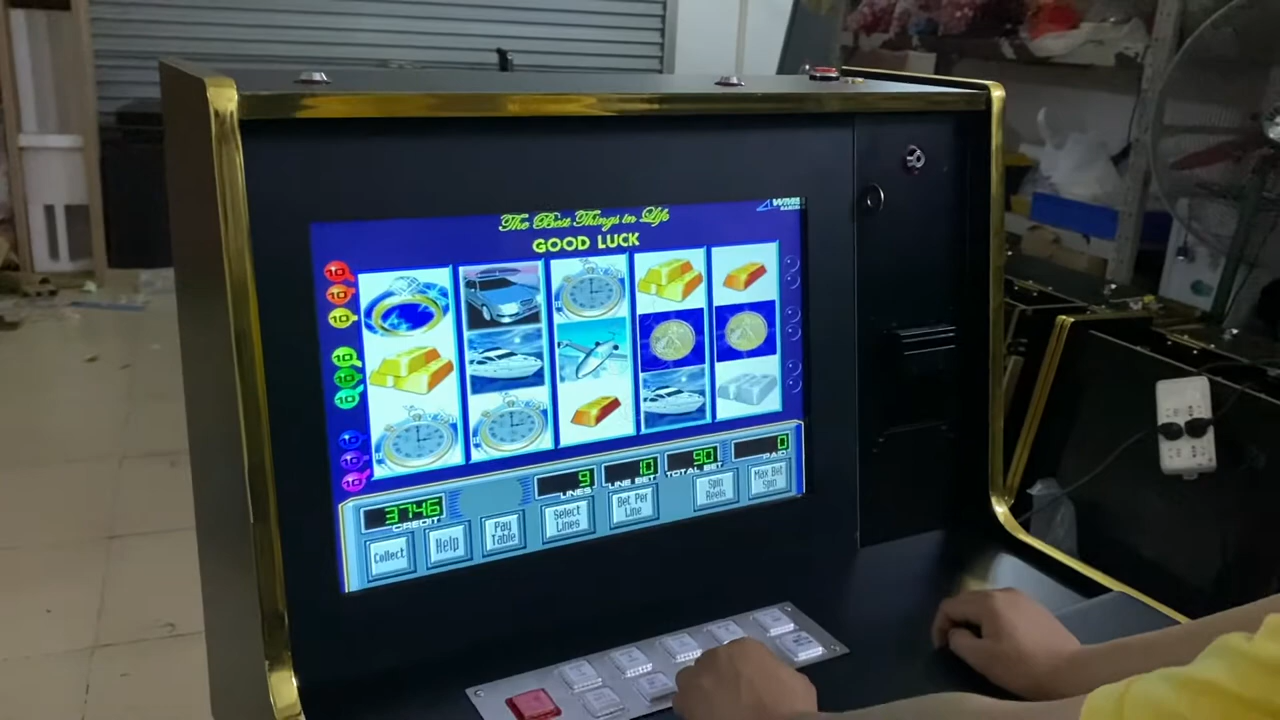 The Best Things in Life
WMS
GAMING
GOOD LUCK
10
10
10
10
10
10
10
10
10
3746
CREDIT
9
LINES
10
LINE BET
90
TOTAL BET
0
PAID
Collect
Help
Pay
Table
Select
Lines
Bet Per
Line
Spin
Reels
Max Bet
Spin